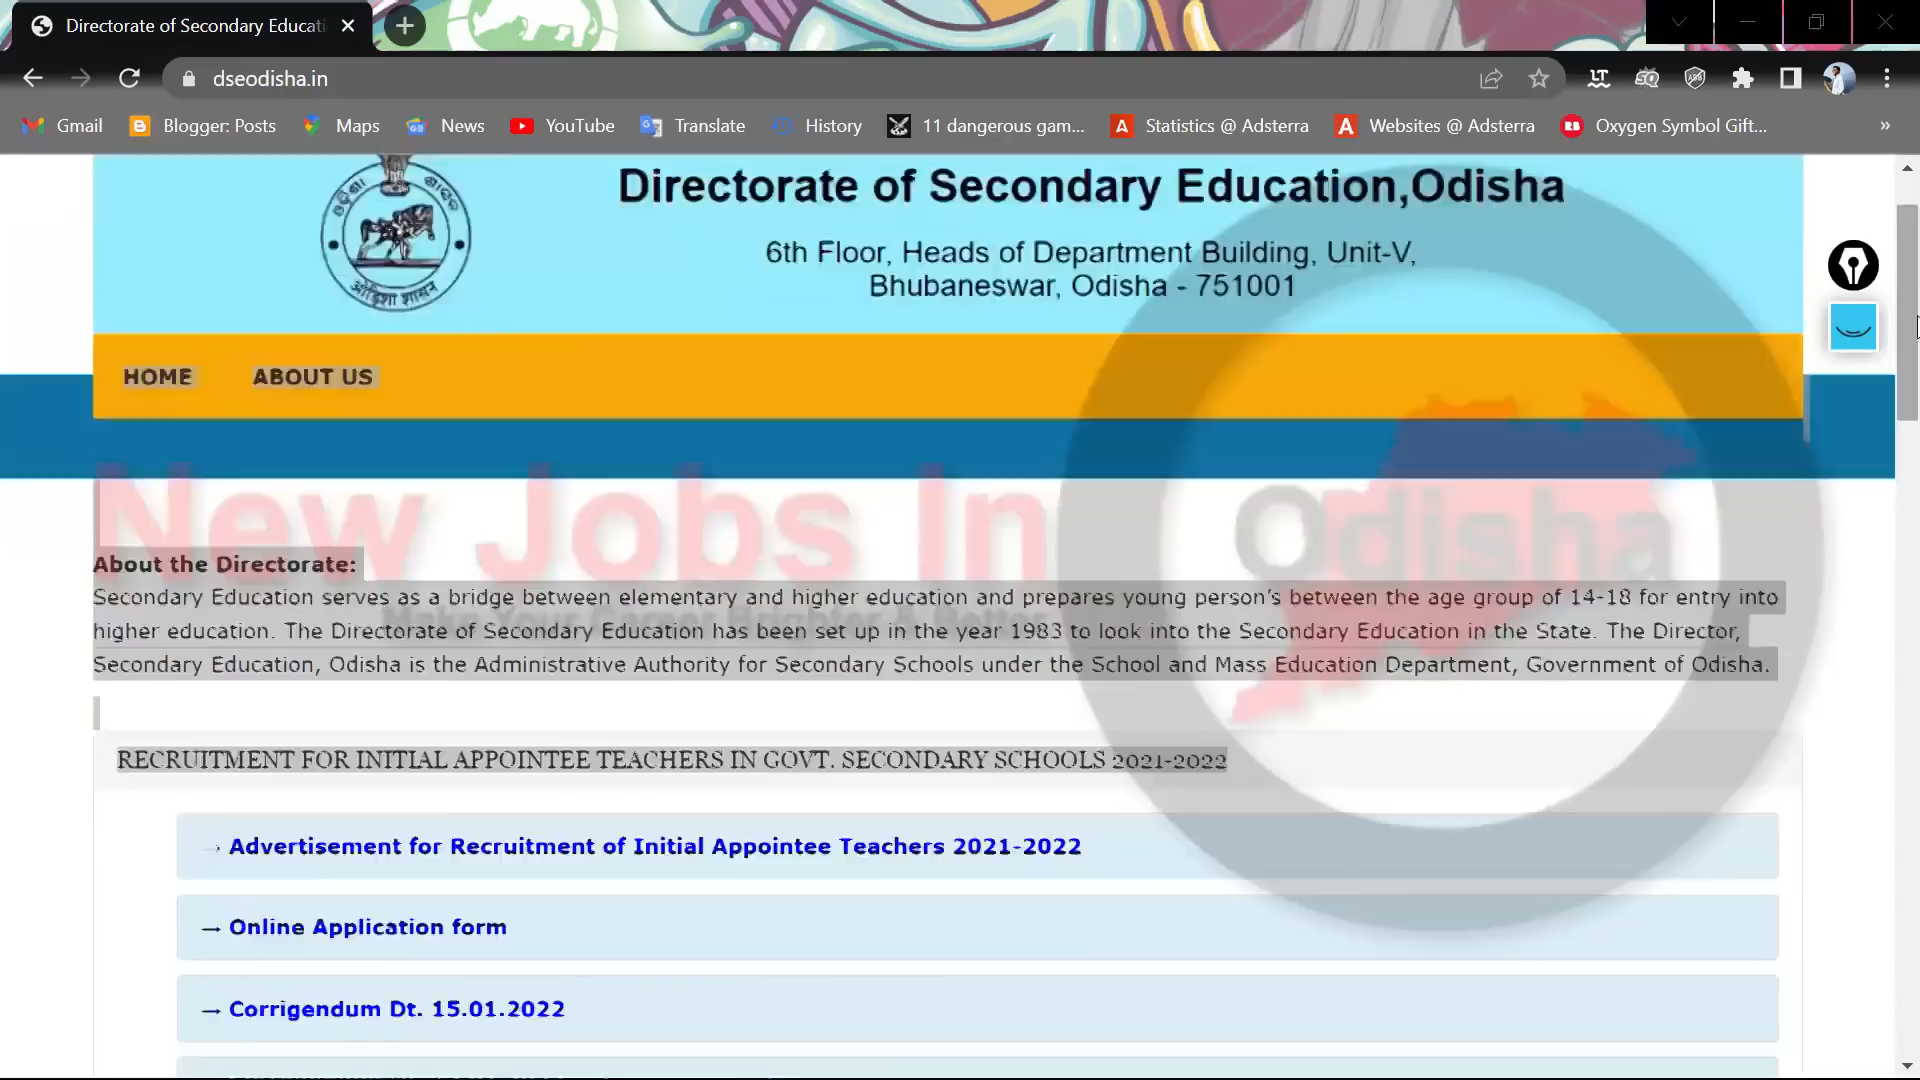 Directorate of Secondary Educati
dseodisha.in
Gmail
Blogger: Posts
Maps
News
YouTube
Translate
History
11 dangerous gam...
Statistics @ Adsterra
Websites @ Adsterra
Oxygen Symbol Gift...
»
Directorate of Secondary Education,Odisha
6th Floor, Heads of Department Building, Unit-V,
Bhubaneswar, Odisha - 751001
HOME
ABOUT US
New Jobs In
Odisha
Make Your Career Brighter & Better
About the Directorate:
Secondary Education serves as a bridge between elementary and higher education and prepares young person's between the age group of 14-18 for entry into
higher education. The Directorate of Secondary Education has been set up in the year 1983 to look into the Secondary Education in the State. The Director,
Secondary Education, Odisha is the Administrative Authority for Secondary Schools under the School and Mass Education Department, Government of Odisha.
RECRUITMENT FOR INITIAL APPOINTEE TEACHERS IN GOVT. SECONDARY SCHOOLS 2021-2022
→ Advertisement for Recruitment of Initial Appointee Teachers 2021-2022
→ Online Application form
→ Corrigendum Dt. 15.01.2022